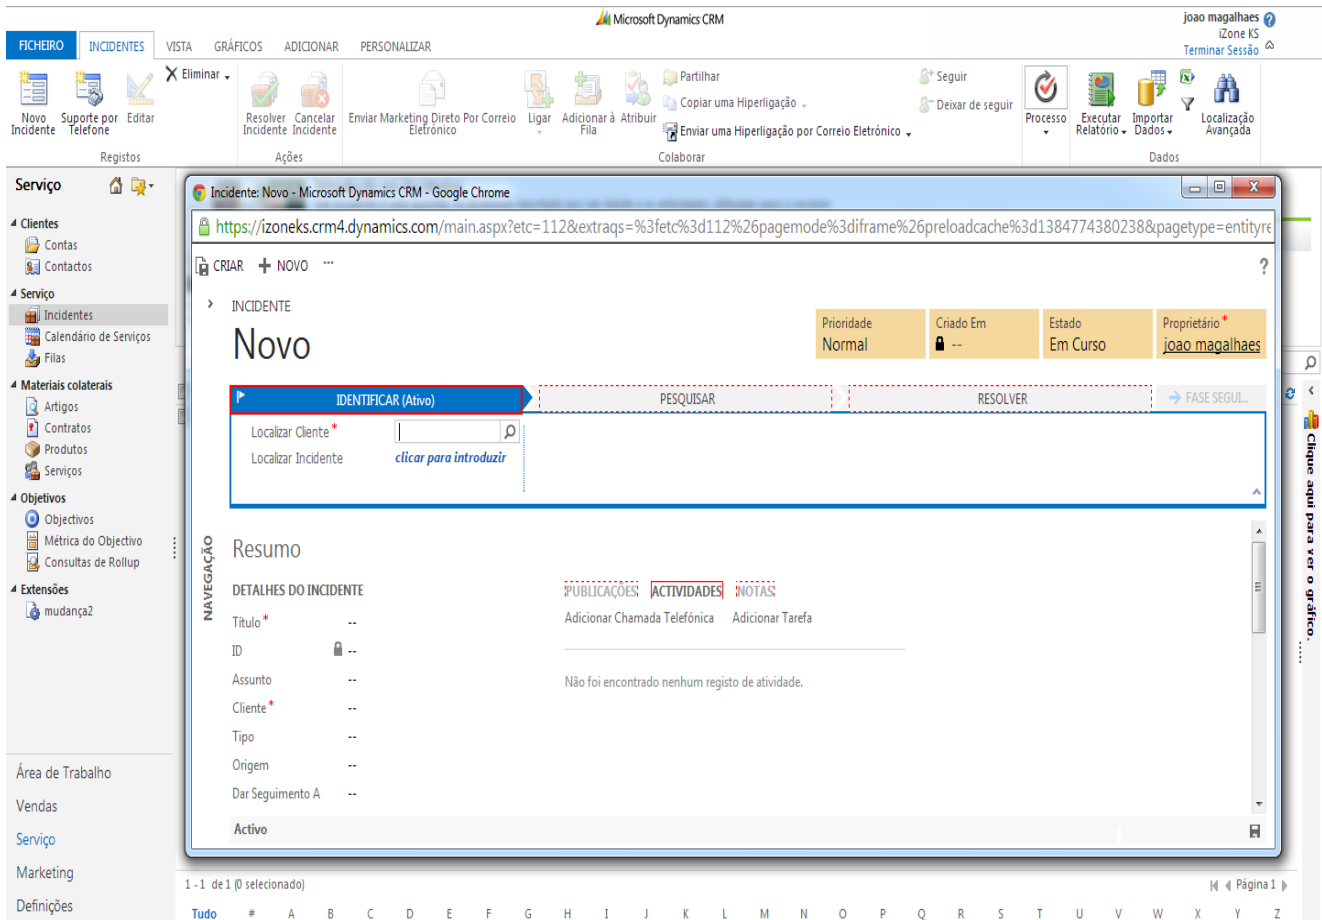 Microsoft Dynamics CRM
joao magalhaes
iZone KS
Terminar Sessão
FICHEIRO INCIDENTES VISTA GRÁFICOS ADICIONAR PERSONALIZAR
Novo Incidente
Suporte por Telefone
Editar
Eliminar
Registos
Resolver Incidente
Cancelar Incidente
Ações
Enviar Marketing Direto Por Correio Eletrónico
Ligar
Adicionar à Fila
Atribuir
Partilhar
Copiar uma Hiperligação
Enviar uma Hiperligação por Correio Eletrónico
Seguir
Deixar de seguir
Colaborar
Processo
Executar Relatório
Importar Dados
Localização Avançada
Dados
Serviço
Clientes
Contas
Contactos
Serviço
Incidentes
Calendário de Serviços
Filas
Materiais colaterais
Artigos
Contratos
Produtos
Serviços
Objetivos
Objectivos
Métrica do Objectivo
Consultas de Rollup
Extensões
mudança2
Área de Trabalho
Vendas
Serviço
Marketing
Definições
Incidente: Novo - Microsoft Dynamics CRM - Google Chrome
https://izoneks.crm4.dynamics.com/main.aspx?etc=112&extraqs=%3fetc%3d112%26pagemode%3diframe%26preloadcache%3d1384774380238&pagetype=entityre
CRIAR + NOVO ··· ?
INCIDENTE
Novo
Prioridade
Normal
Criado Em
--
Estado
Em Curso
Proprietário*
joao magalhaes
IDENTIFICAR (Ativo) PESQUISAR RESOLVER FASE SEGUI...
Localizar Cliente*
Localizar Incidente clicar para introduzir
NAVEGAÇÃO
Resumo
DETALHES DO INCIDENTE
Título* --
ID --
Assunto --
Cliente* --
Tipo --
Origem --
Dar Seguimento A --
PUBLICAÇÕES ACTIVIDADES NOTAS
Adicionar Chamada Telefónica Adicionar Tarefa
Não foi encontrado nenhum registo de atividade.
Activo
Clique aqui para ver o gráfico.
1 - 1 de 1 (0 selecionado)
Página 1
Tudo # A B C D E F G H I J K L M N O P Q R S T U V W X Y Z